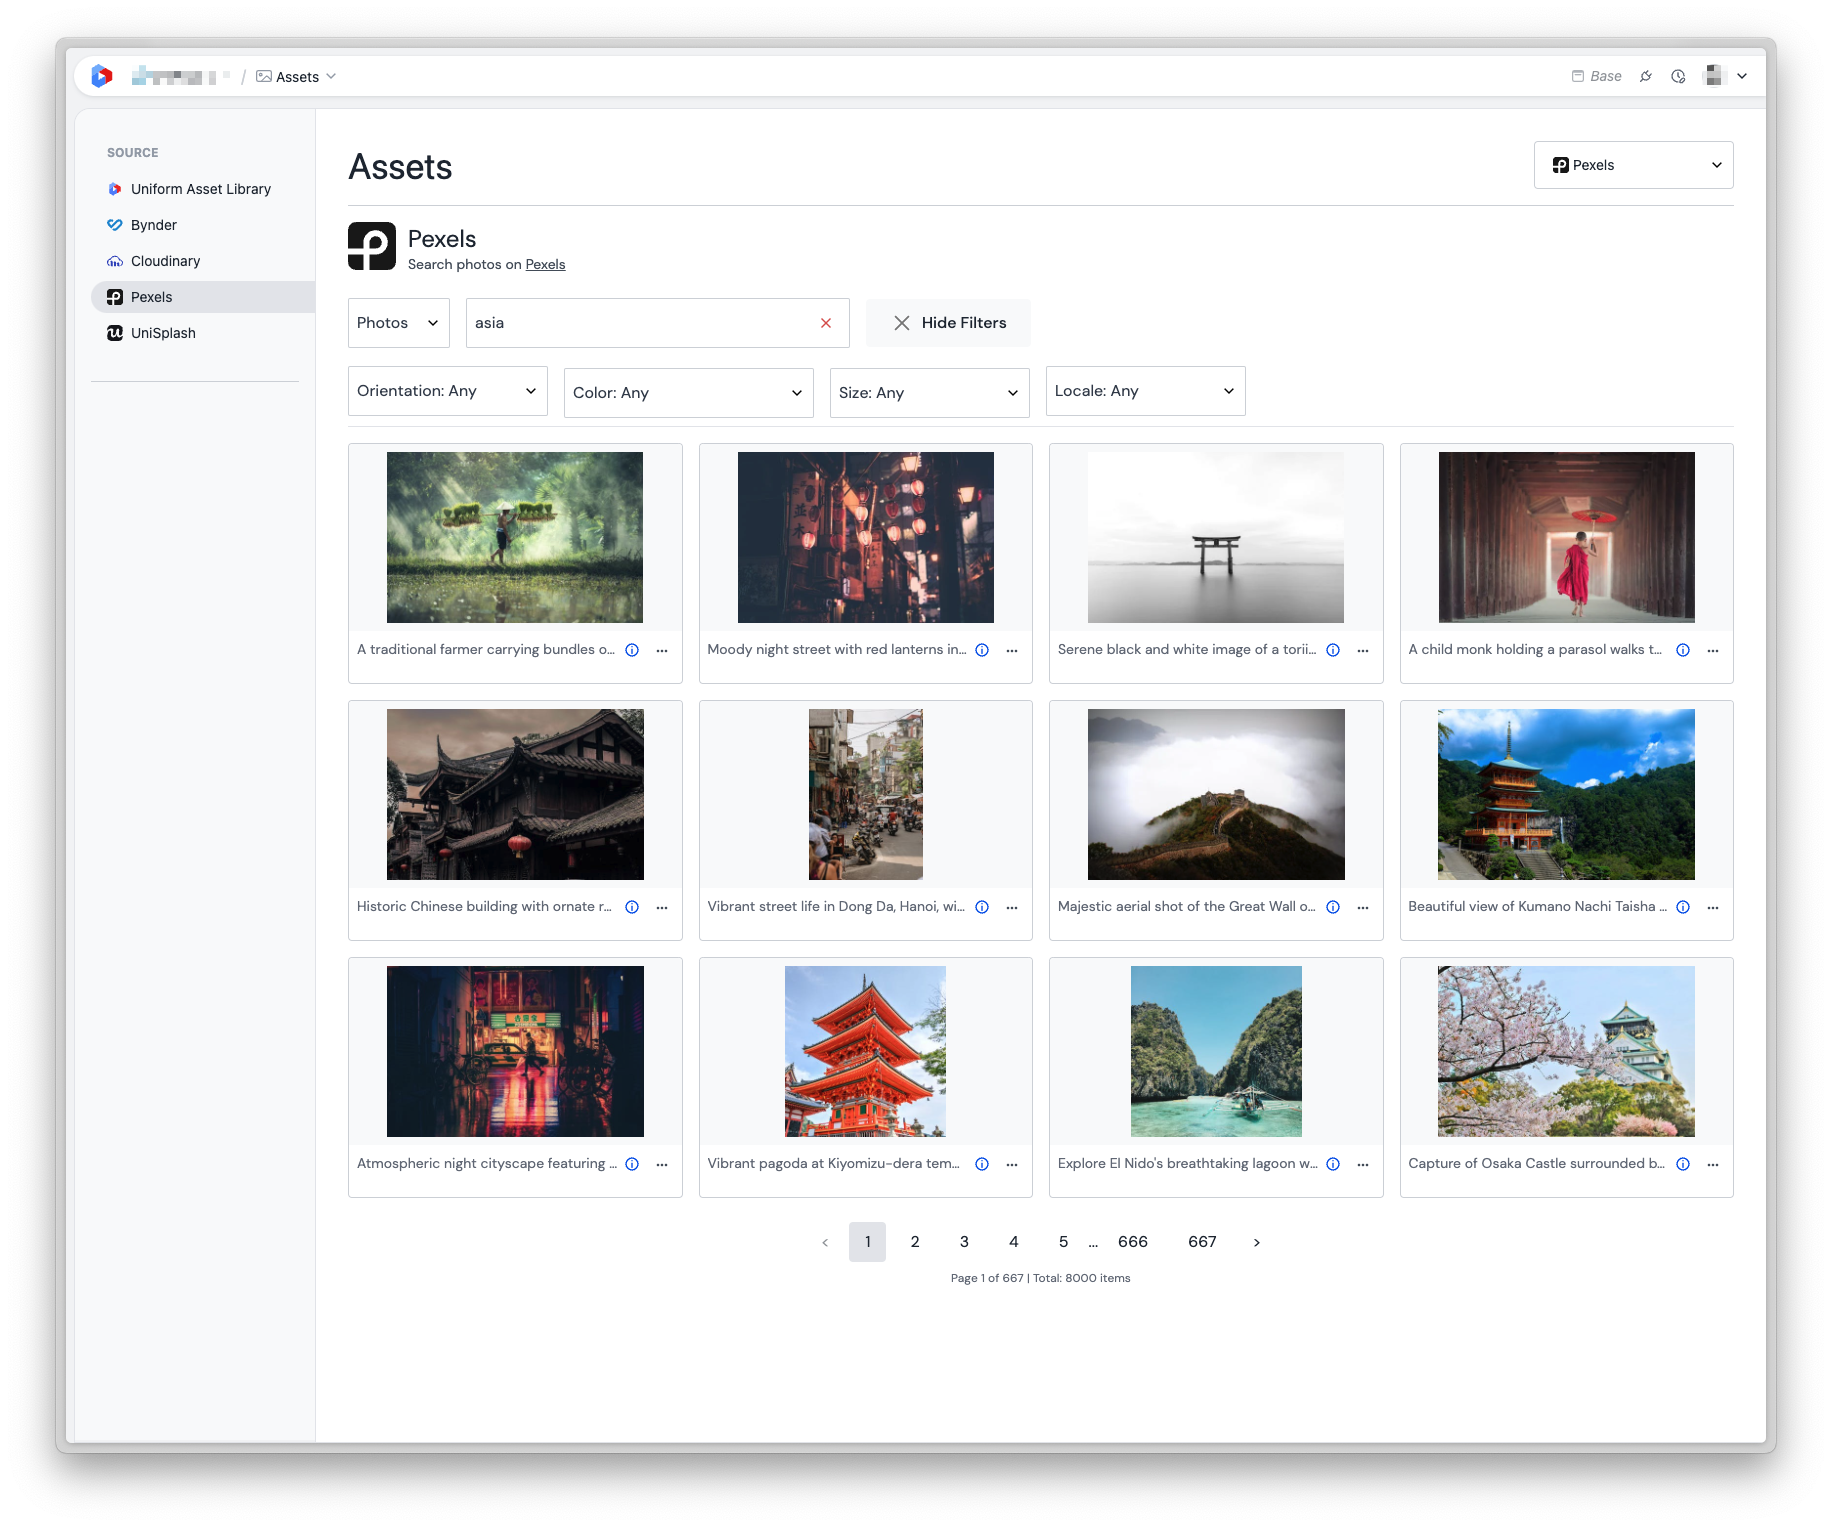 / Assets
Base
SOURCE
Uniform Asset Library
Bynder
Cloudinary
Pexels
UniSplash
Assets
Pexels
Pexels
Search photos on Pexels
Photos
asia
Hide Filters
Orientation: Any
Color: Any
Size: Any
Locale: Any
A traditional farmer carrying bundles o...
Moody night street with red lanterns in...
Serene black and white image of a torii...
A child monk holding a parasol walks t...
Historic Chinese building with ornate r...
Vibrant street life in Dong Da, Hanoi, wi...
Majestic aerial shot of the Great Wall o...
Beautiful view of Kumano Nachi Taisha ...
Atmospheric night cityscape featuring ...
Vibrant pagoda at Kiyomizu-dera tem...
Explore El Nido's breathtaking lagoon w...
Capture of Osaka Castle surrounded b...
< 1 2 3 4 5 ... 666 667 >
Page 1 of 667 | Total: 8000 items